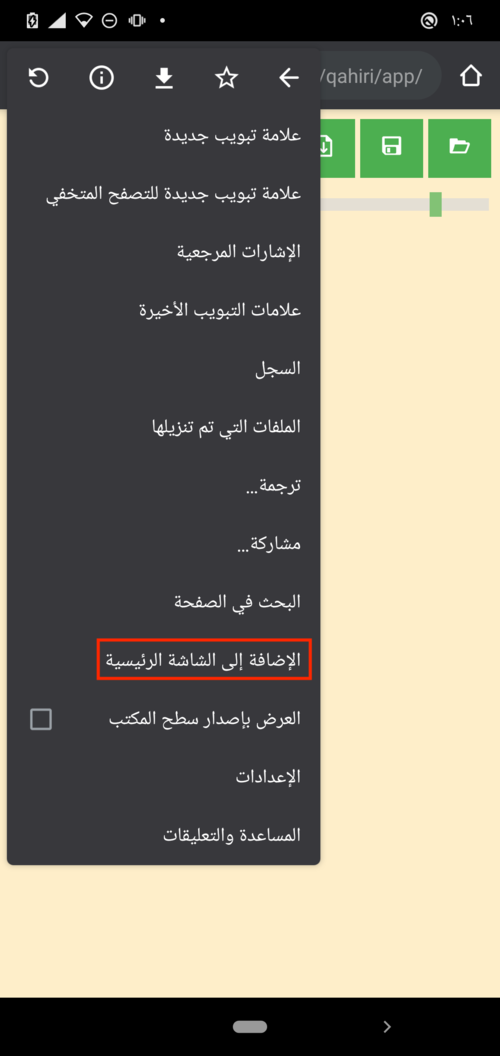 ١:٠٦
/qahiri/app/
علامة تبويب جديدة
علامة تبويب جديدة للتصفح المتخفي
الإشارات المرجعية
علامات التبويب الأخيرة
السجل
الملفات التي تم تنزيلها
ترجمة...
مشاركة...
البحث في الصفحة
الإضافة إلى الشاشة الرئيسية
العرض بإصدار سطح المكتب
الإعدادات
المساعدة والتعليقات